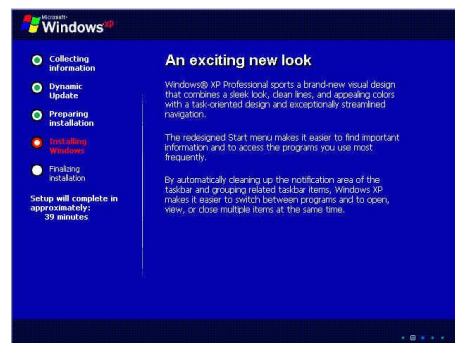 Microsoft
Windows xp
Collecting
information
Dynamic
Update
Preparing
installation
Installing
Windows
Finalizing
installation
Setup will complete in
approximately:
39 minutes
An exciting new look
Windows® XP Professional sports a brand-new visual design
that combines a sleek look, clean lines, and appealing colors
with a task-oriented design and exceptionally streamlined
navigation.
The redesigned Start menu makes it easier to find important
information and to access the programs you use most
frequently.
By automatically cleaning up the notification area of the
taskbar and grouping related taskbar items, Windows XP
makes it easier to switch between programs and to open,
view, or close multiple items at the same time.